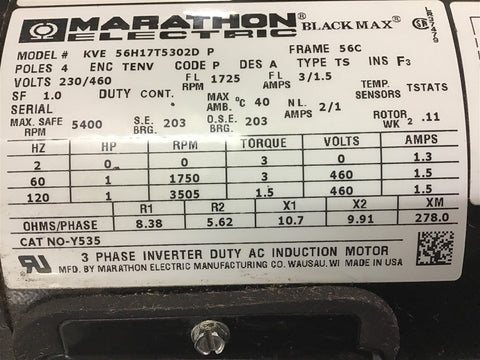 MARATHON
ELECTRIC BLACK MAX®
LR37479
MODEL # KVE 56H17T5302D P FRAME 56C
POLES 4 ENC TENV CODE P DES A TYPE TS INS F3
VOLTS 230/460 FL RPM 1725 FL AMPS 3/1.5
SF 1.0 DUTY CONT. MAX AMB. °C 40 NL. AMPS 2/1 TEMP. SENSORS TSTATS
SERIAL
MAX. SAFE RPM 5400 S.E. BRG. 203 O.S.E. BRG. 203 ROTOR WK 2 .11
HZ HP RPM TORQUE VOLTS AMPS
2 0 0 3 0 1.3
60 1 1750 3 460 1.5
120 1 3505 1.5 460 1.5
R1 R2 X1 X2 XM
OHMS/PHASE 8.38 5.62 10.7 9.91 278.0
CAT NO-Y535
3 PHASE INVERTER DUTY AC INDUCTION MOTOR
MFD. BY MARATHON ELECTRIC MANUFACTURING CO. WAUSAU. WI MADE IN USA